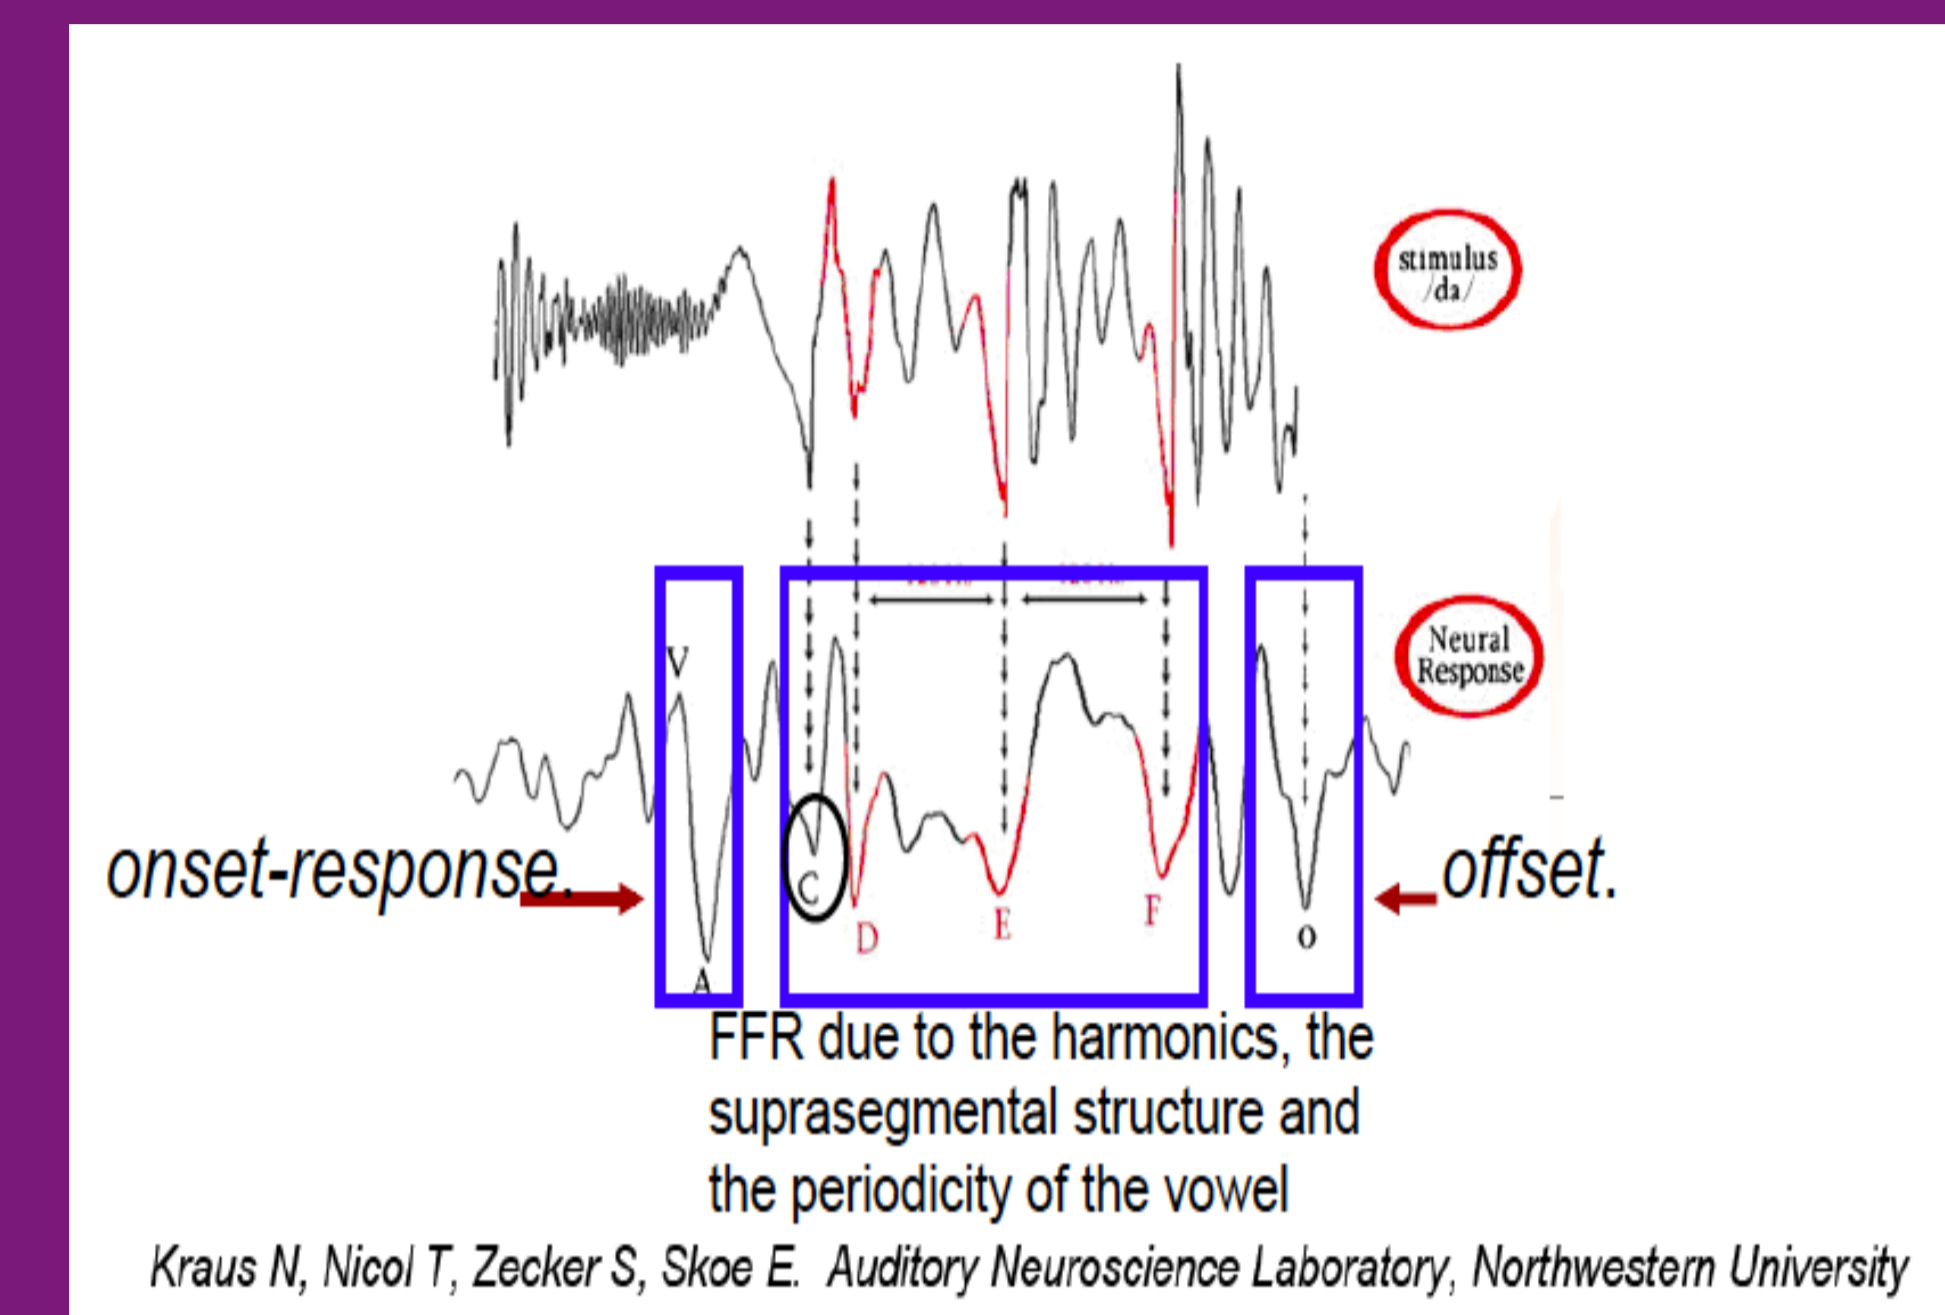 stimulus
/da/
Neural
Response
V
onset-response.
offset.
C
D
E
F
o
A
FFR due to the harmonics, the
suprasegmental structure and
the periodicity of the vowel
Kraus N, Nicol T, Zecker S, Skoe E. Auditory Neuroscience Laboratory, Northwestern University